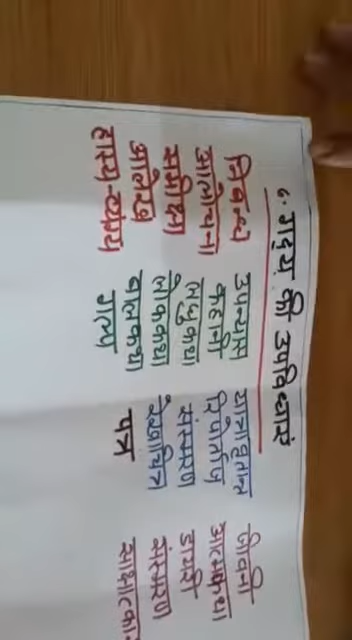 ६. गद्य की उपविधाएं
निबन्ध उपन्यास यात्रावृतान्त जीवनी
आलोचना कहानी रिपोर्ताज आत्मकथा
समीक्षा लघुकथा संस्मरण डायरी
आलेख लोककथा रेखाचित्र संस्मरण
हास्य-व्यंग्य बालकथा पत्र साक्षात्कार
गल्प